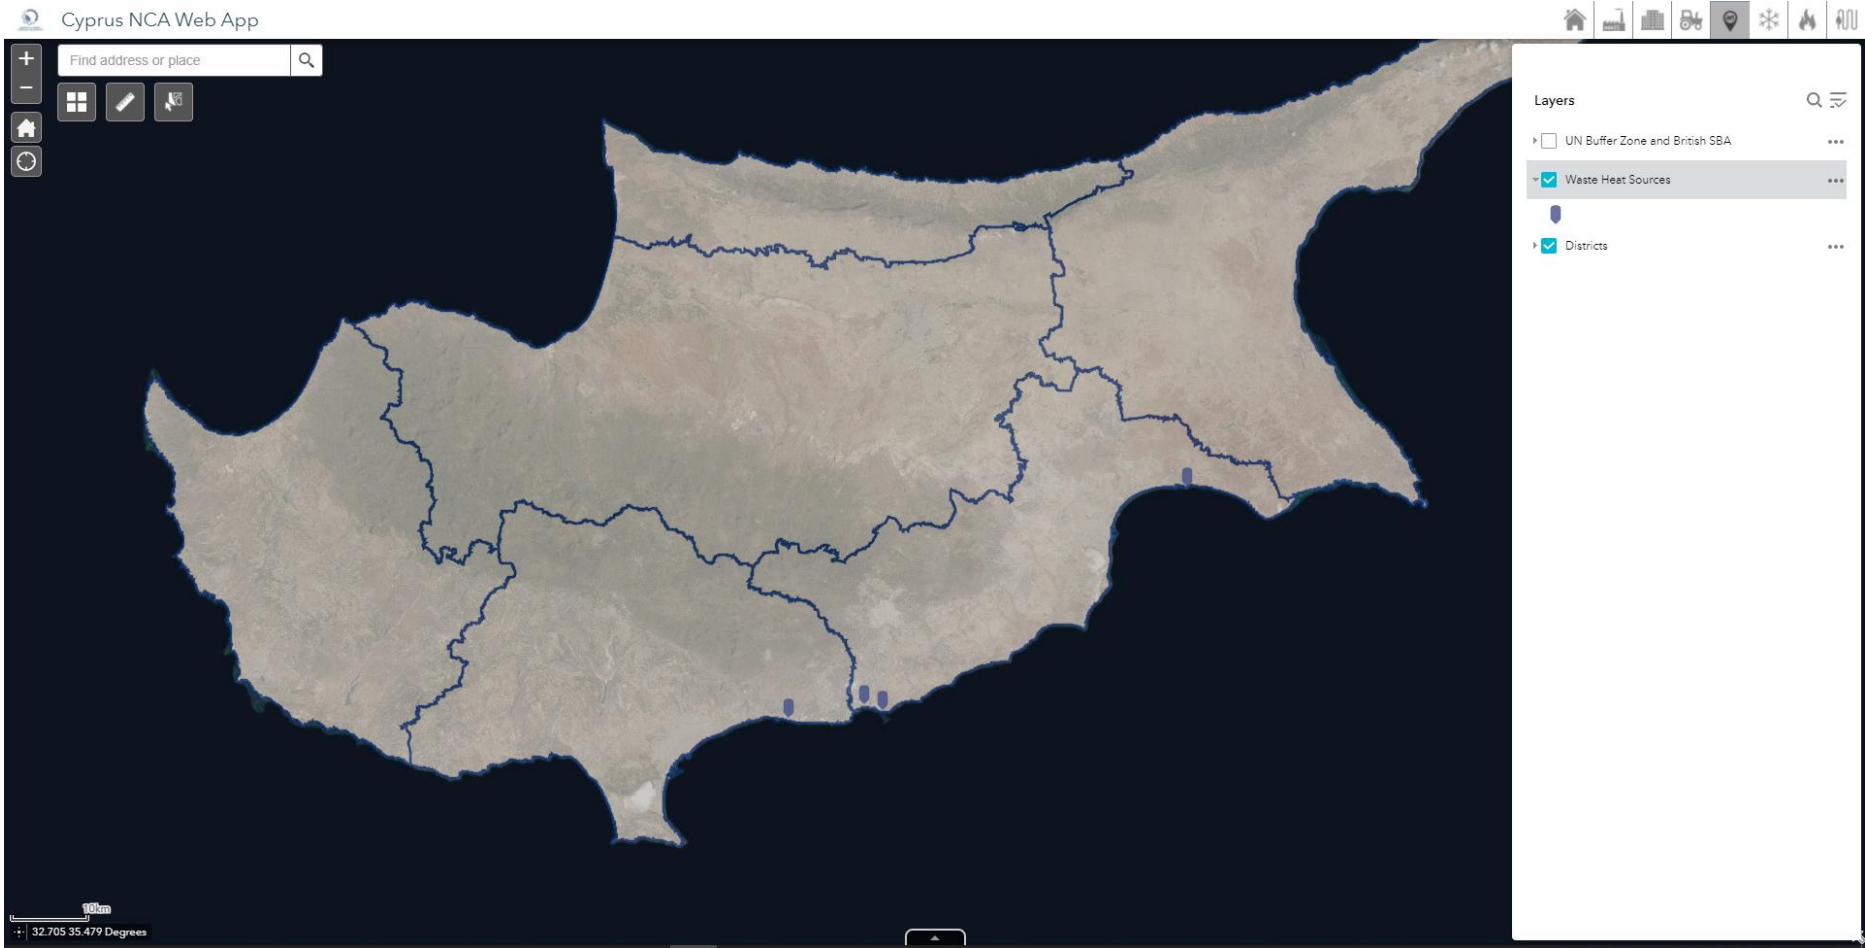 Cyprus NCA Web App
Find address or place
Layers
UN Buffer Zone and British SBA
Waste Heat Sources
Districts
10km
32.705 35.479 Degrees